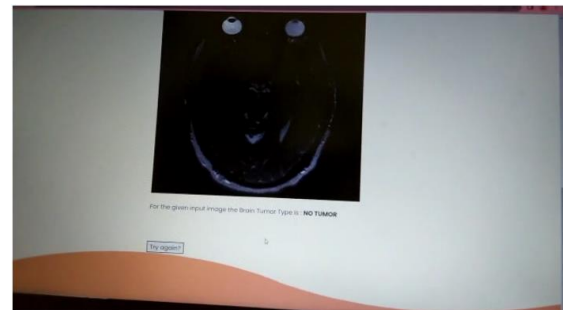 For the given input image the Brain Tumor Type is : NO TUMOR
Try again?